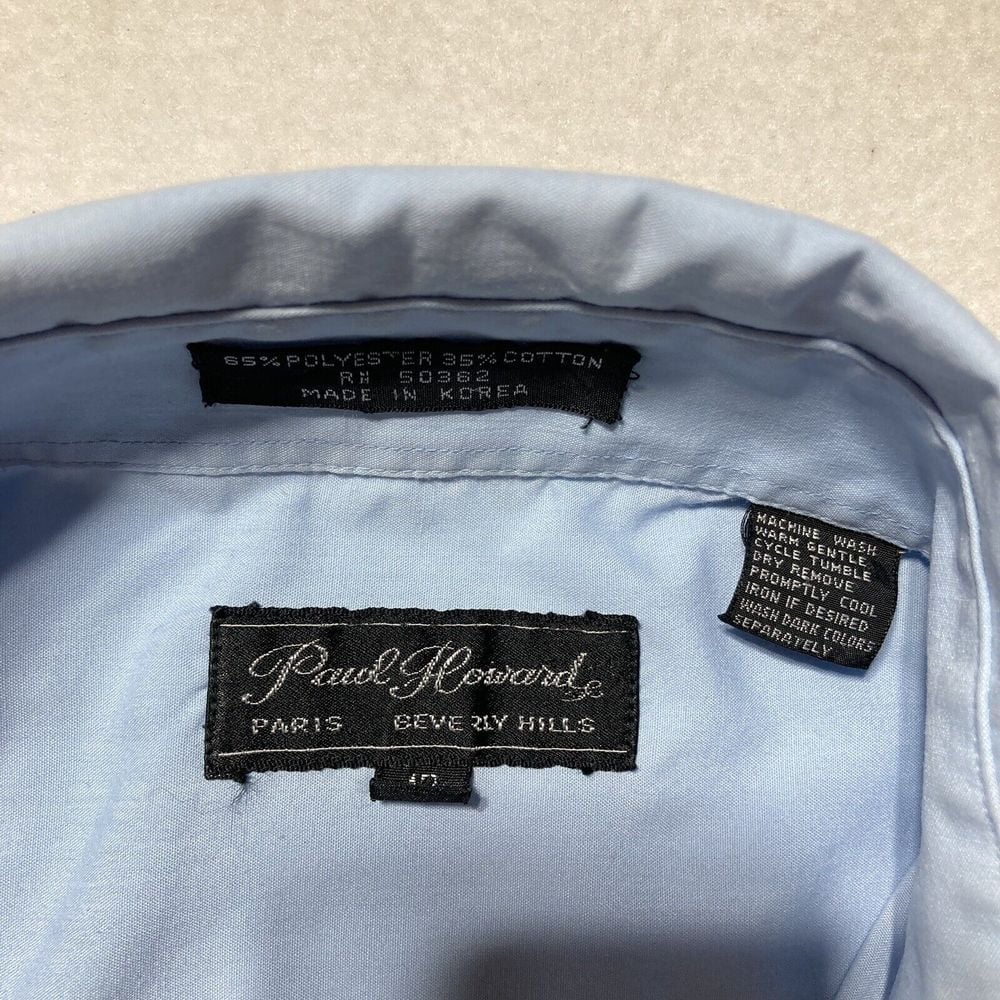 65% POLYESTER 35% COTTON
RN 50362
MADE IN KOREA
MACHINE WASH
WARM GENTLE
CYCLE TUMBLE
DRY REMOVE
PROMPTLY COOL
IRON IF DESIRED
WASH DARK COLORS
SEPARATELY
Paul Howard
PARIS BEVERLY HILLS